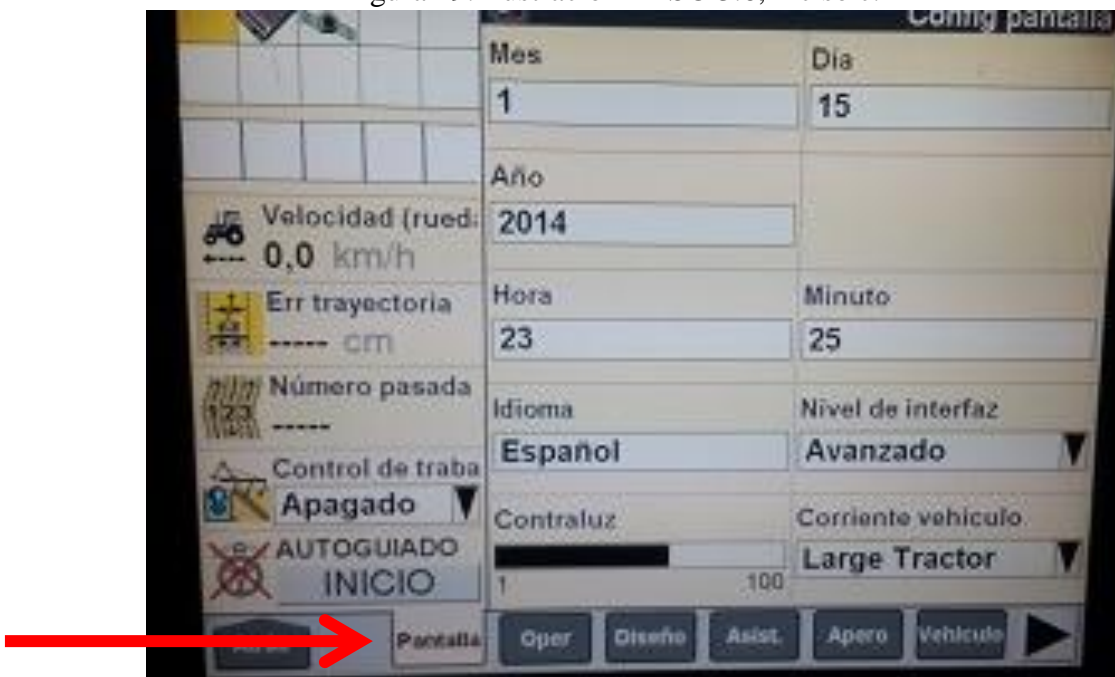 Config pantalla
Mes
Día
1
15
Año
2014
Velocidad (rued
0,0 km/h
Hora
Minuto
23
25
Err trayectoria
----- cm
Número pasada
123
-----
Idioma
Nivel de interfaz
Español
Avanzado
Control de traba
Apagado
Contraluz
Corriente vehículo
Large Tractor
1
100
AUTOGUIADO
INICIO
Pantalla
Oper
Diseño
Asist.
Apero
Vehículo